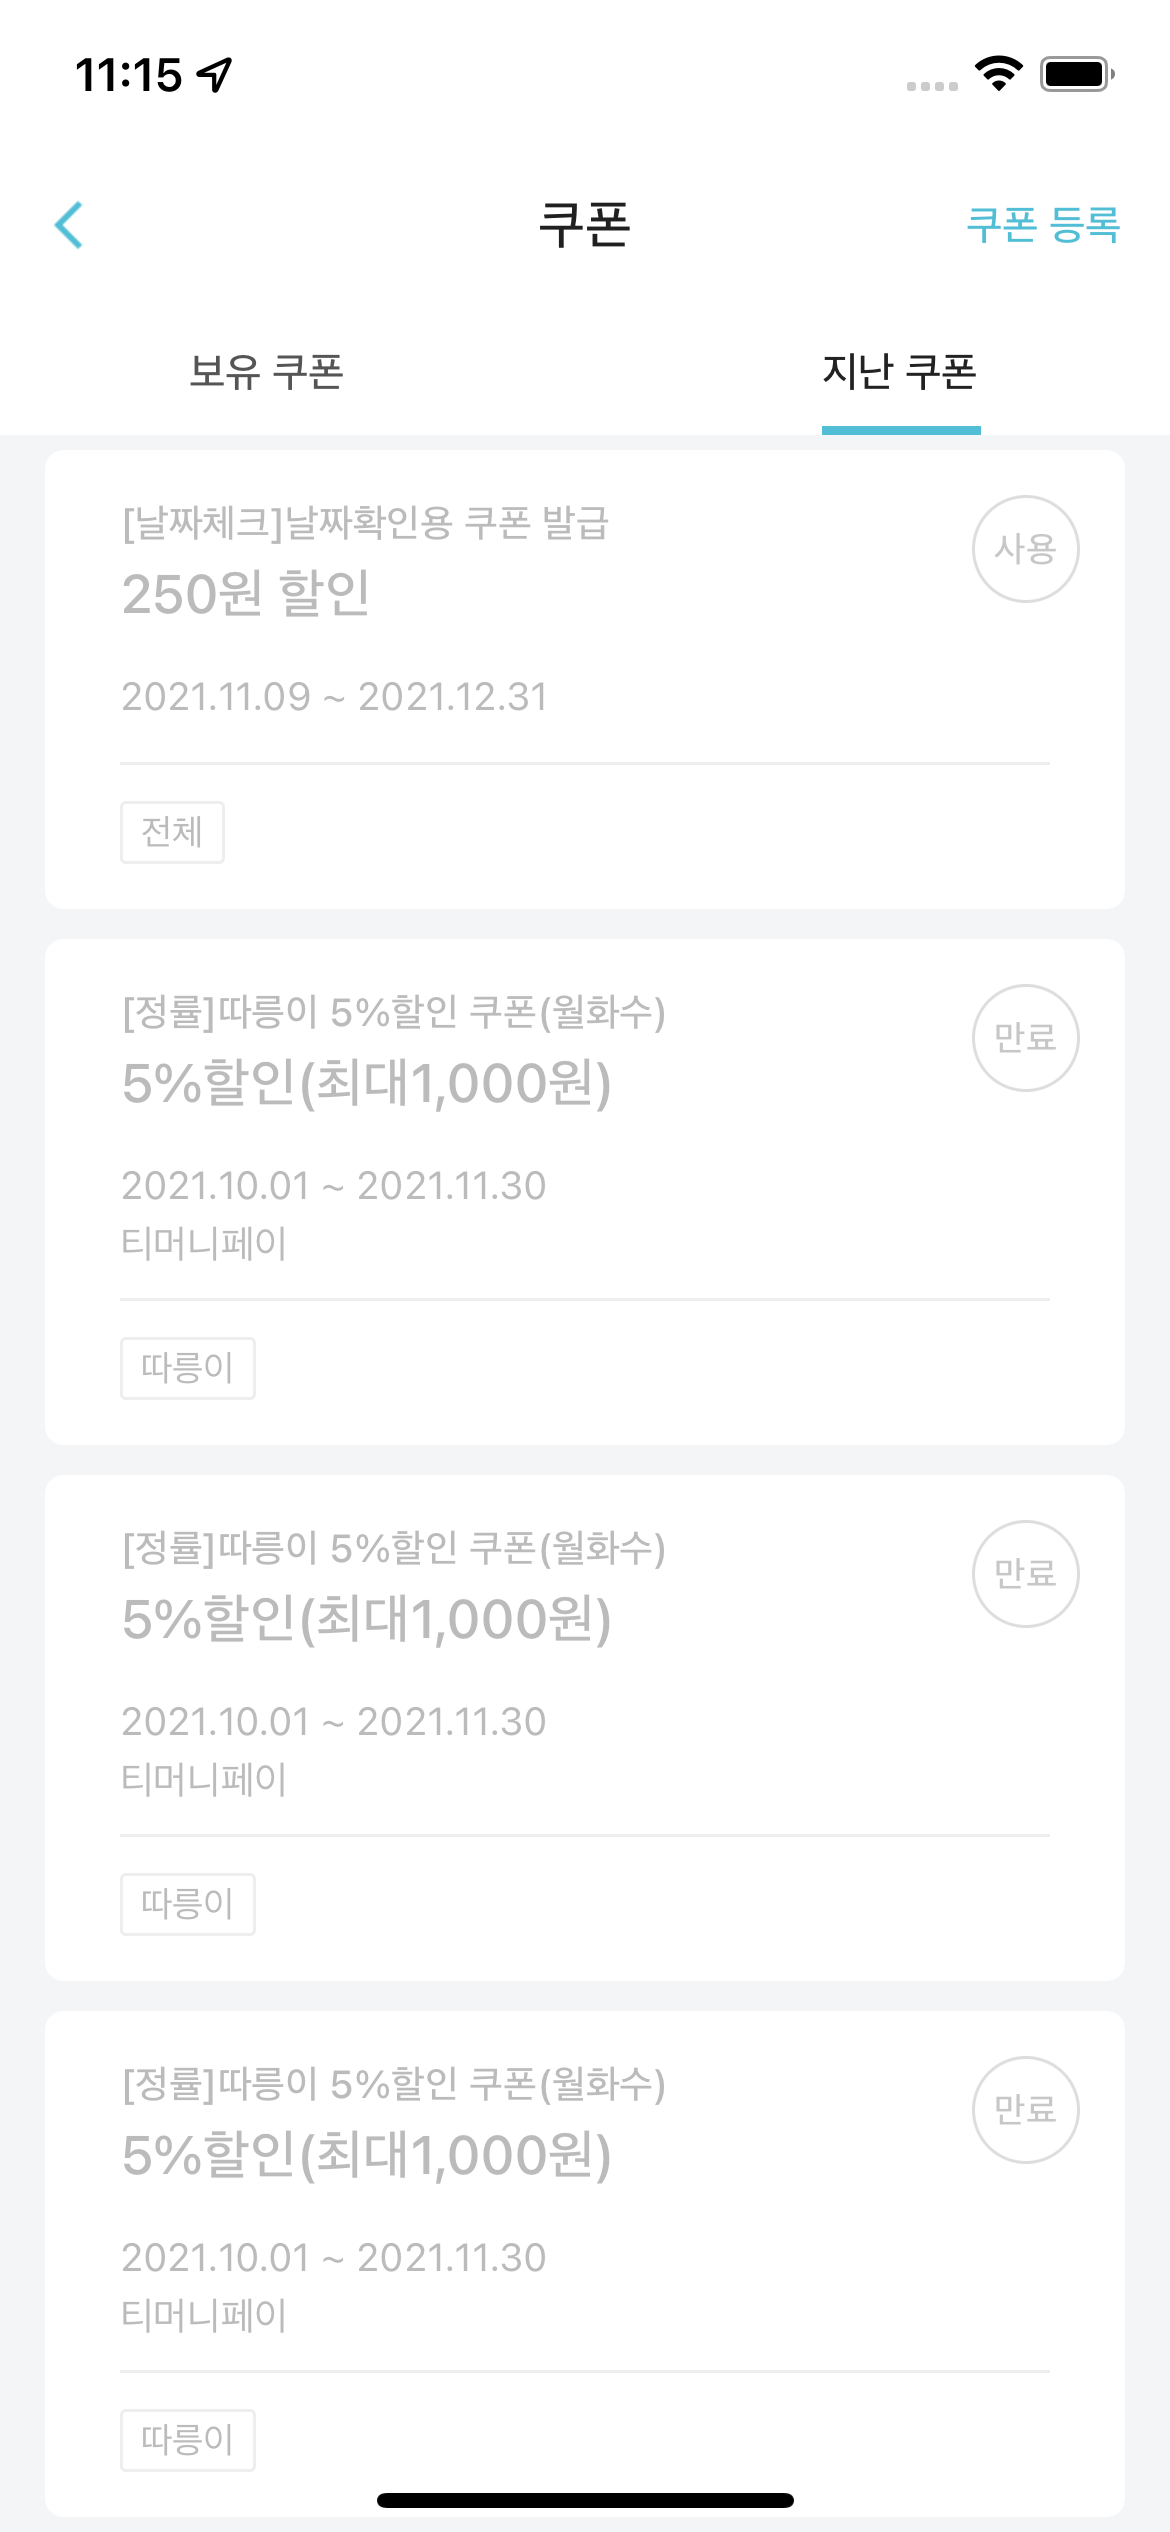 11:15
쿠폰
쿠폰 등록
보유 쿠폰
지난 쿠폰
[날짜체크]날짜확인용 쿠폰 발급
사용
250원 할인
2021.11.09 ~ 2021.12.31
전체
[정률]따릉이 5%할인 쿠폰(월화수)
만료
5%할인(최대1,000원)
2021.10.01 ~ 2021.11.30
티머니페이
따릉이
[정률]따릉이 5%할인 쿠폰(월화수)
만료
5%할인(최대1,000원)
2021.10.01 ~ 2021.11.30
티머니페이
따릉이
[정률]따릉이 5%할인 쿠폰(월화수)
만료
5%할인(최대1,000원)
2021.10.01 ~ 2021.11.30
티머니페이
따릉이